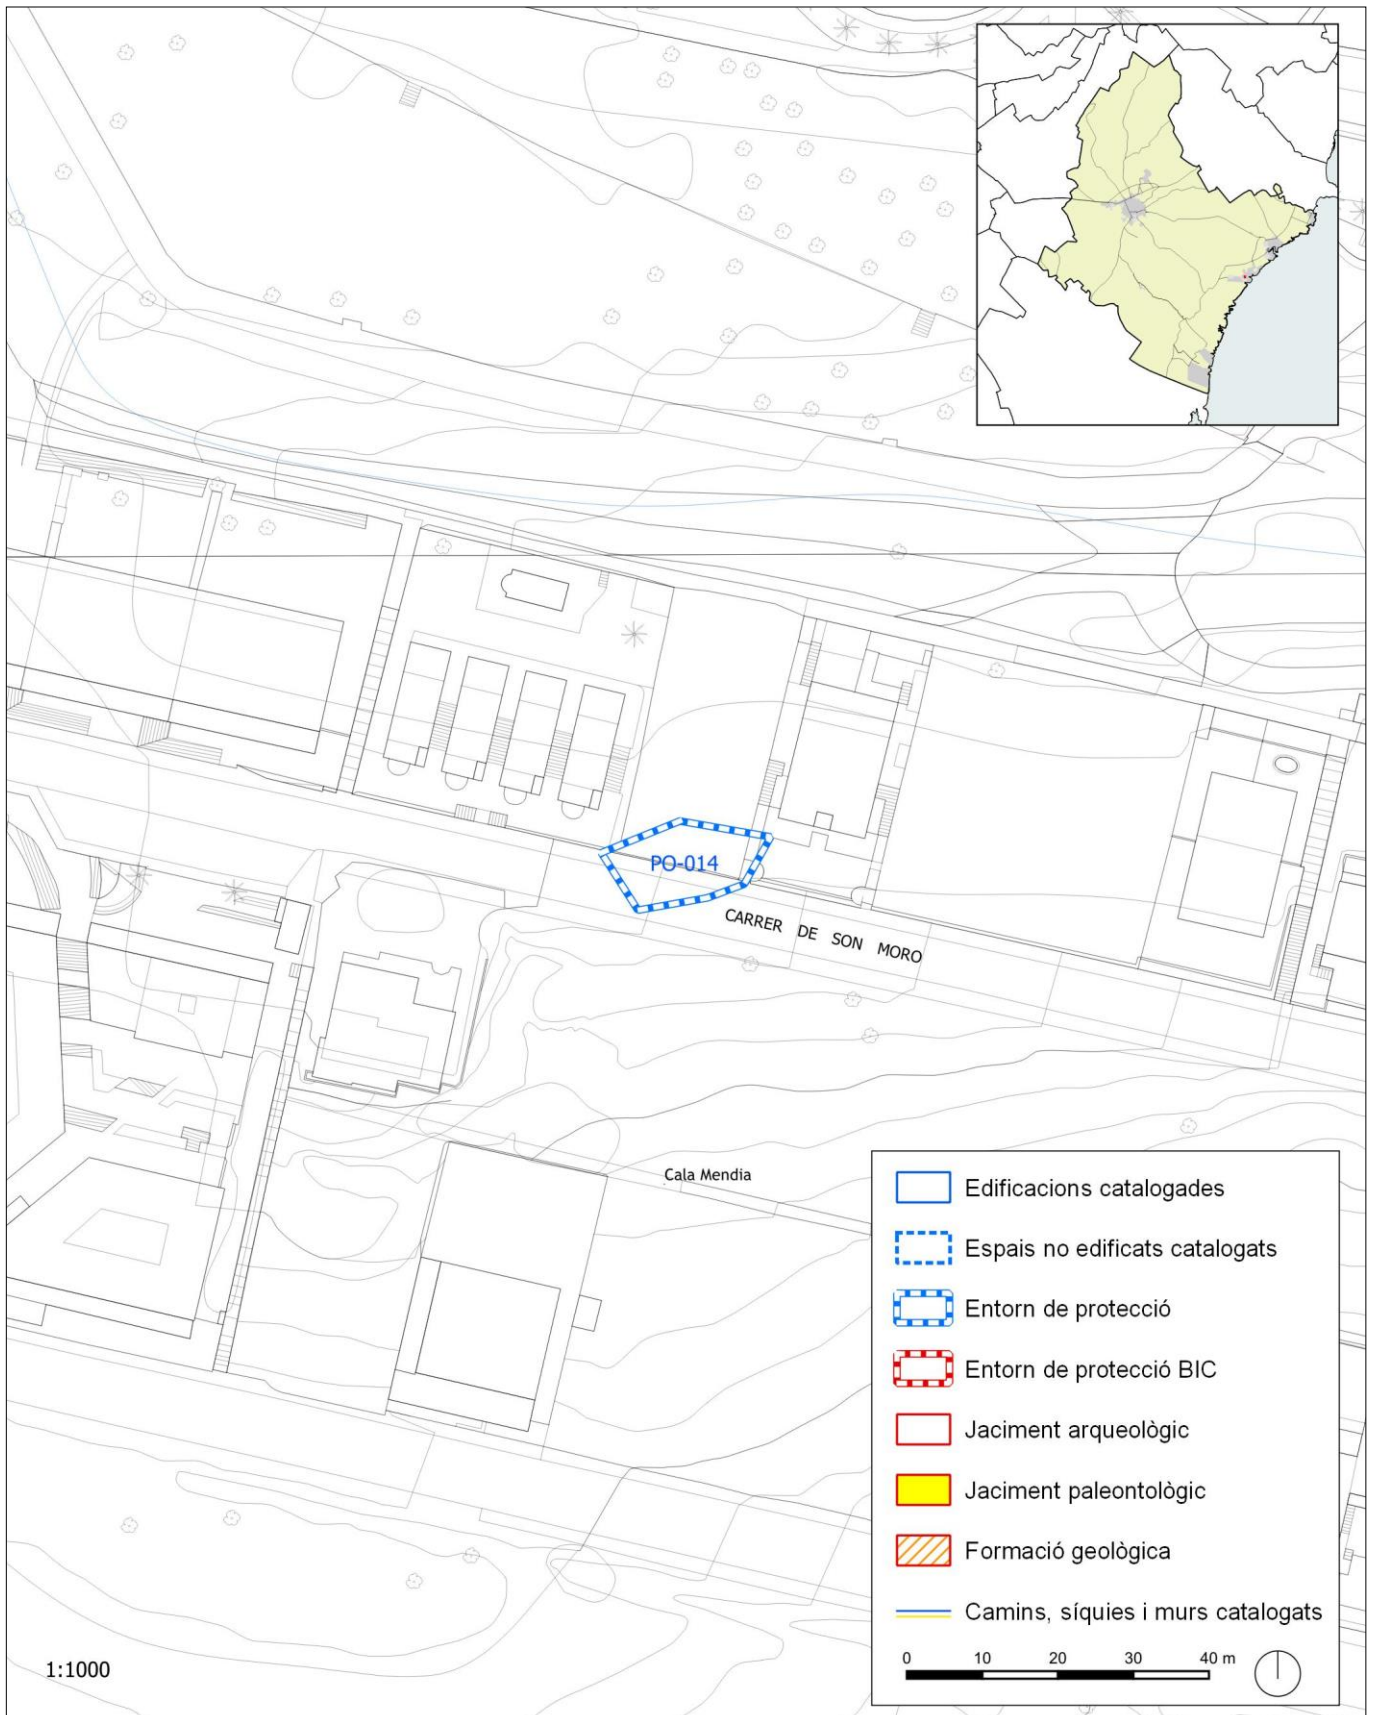 PO-014
CARRER DE SON MORO
Cala Mendia
Edificacions catalogades
Espais no edificats catalogats
Entorn de protecció
Entorn de protecció BIC
Jaciment arqueològic
Jaciment paleontològic
Formació geològica
Camins, síquies i murs catalogats
0 10 20 30 40 m
1:1000